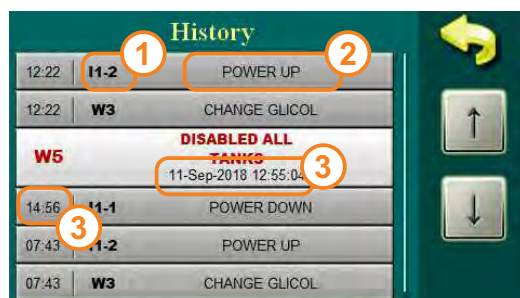 History
1
2
12:22 I1-2 POWER UP
12:22 W3 CHANGE GLICOL
W5 DISABLED ALL
TANKS
11-Sep-2018 12:55:04
3
14:56 I1-1 POWER DOWN
3
07:43 I1-2 POWER UP
07:43 W3 CHANGE GLICOL